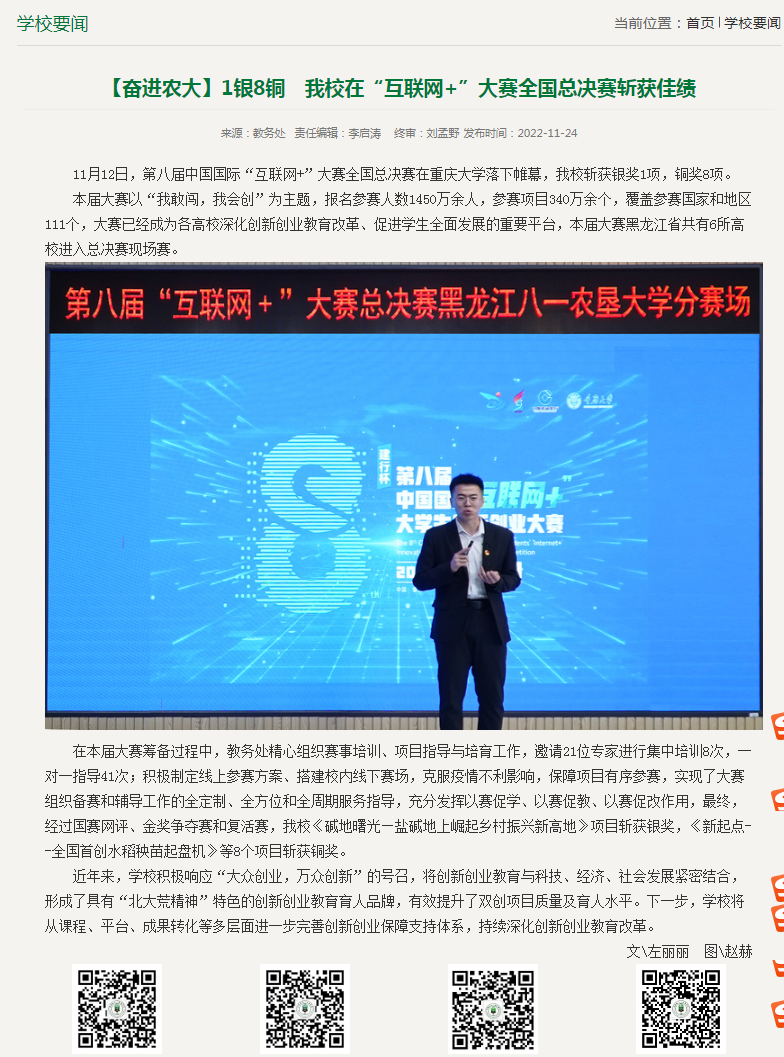 学校要闻
当前位置：首页 | 学校要闻
【奋进农大】1银8铜　我校在“互联网+”大赛全国总决赛斩获佳绩
来源：教务处 责任编辑：李启涛 终审：刘孟野 发布时间：2022-11-24
11月12日，第八届中国国际“互联网+”大赛全国总决赛在重庆大学落下帷幕，我校斩获银奖1项，铜奖8项。
本届大赛以“我敢闯，我会创”为主题，报名参赛人数1450万余人，参赛项目340万余个，覆盖参赛国家和地区
111个，大赛已经成为各高校深化创新创业教育改革、促进学生全面发展的重要平台，本届大赛黑龙江省共有6所高
校进入总决赛现场赛。
第八届“互联网+”大赛总决赛黑龙江八一农垦大学分赛场
建行杯
第八届
中国国
互联网+”
大学生
创业大赛
在本届大赛筹备过程中，教务处精心组织赛事培训、项目指导与培育工作，邀请21位专家进行集中培训8次，一
对一指导41次；积极制定线上参赛方案、搭建校内线下赛场，克服疫情不利影响，保障项目有序参赛，实现了大赛
组织备赛和辅导工作的全定制、全方位和全周期服务指导，充分发挥以赛促学、以赛促教、以赛促改作用，最终，
经过国赛网评、金奖争夺赛和复活赛，我校《碱地曙光—盐碱地上崛起乡村振兴新高地》项目斩获银奖，《新起点-
-全国首创水稻秧苗起盘机》等8个项目斩获铜奖。
近年来，学校积极响应“大众创业，万众创新”的号召，将创新创业教育与科技、经济、社会发展紧密结合，
形成了具有“北大荒精神”特色的创新创业教育育人品牌，有效提升了双创项目质量及育人水平。下一步，学校将
从课程、平台、成果转化等多层面进一步完善创新创业保障支持体系，持续深化创新创业教育改革。
文\左丽丽　图\赵赫